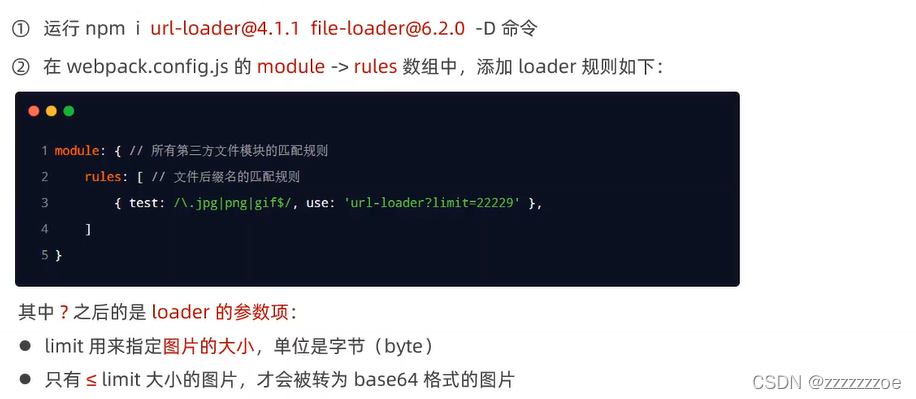 ① 运行 npm i url-loader@4.1.1 file-loader@6.2.0 -D 命令
② 在 webpack.config.js 的 module -> rules 数组中，添加 loader 规则如下：
1 module: { // 所有第三方文件模块的匹配规则
2 rules: [ // 文件后缀名的匹配规则
3 { test: /\.jpg|png|gif$/, use: 'url-loader?limit=22229' },
4 ]
5 }
其中 ? 之后的是 loader 的参数项：
● limit 用来指定图片的大小，单位是字节（byte）
● 只有 ≤ limit 大小的图片，才会被转为 base64 格式的图片
CSDN @zzzzzzzoe